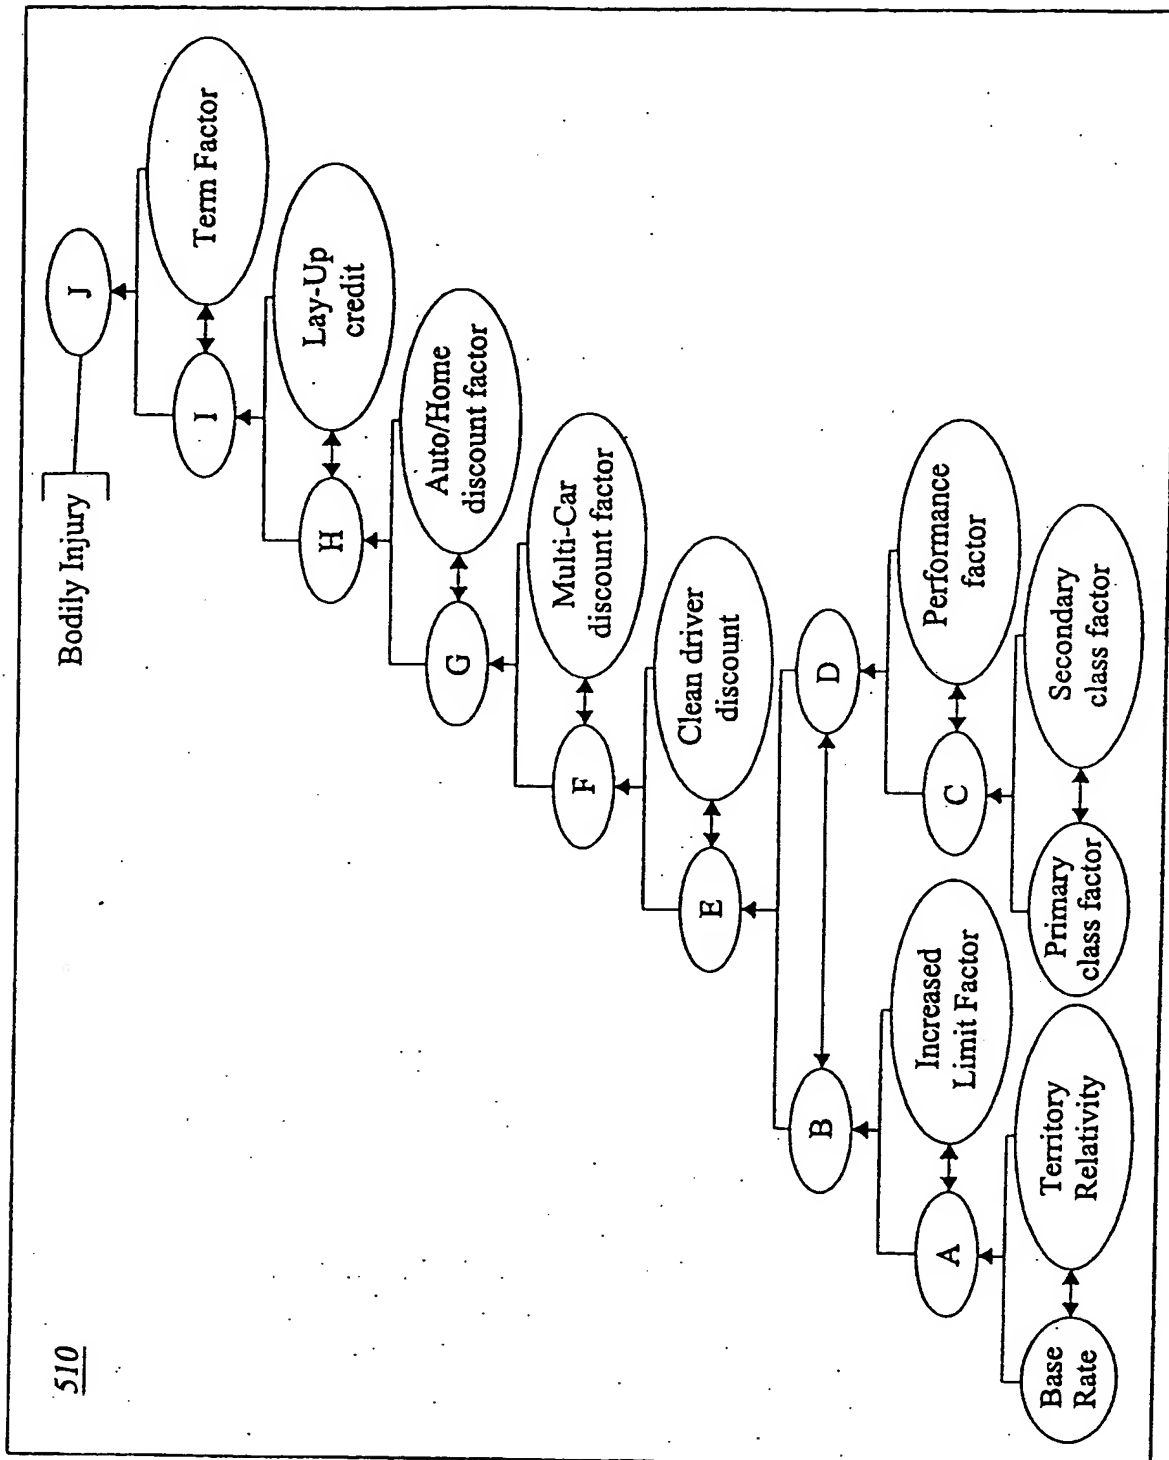 510
Bodily Injury
J
I
Term Factor
H
Lay-Up
credit
G
Auto/Home
discount factor
F
Multi-Car
discount factor
E
Clean driver
discount
B
D
A
Increased
Limit Factor
C
Performance
factor
Base
Rate
Territory
Relativity
Primary
class factor
Secondary
class factor